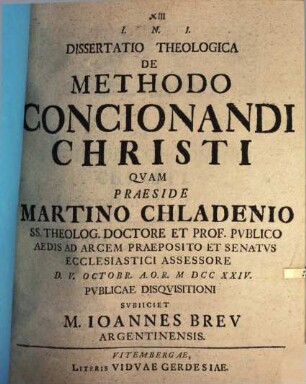 XIII
I. N. I.
DISSERTATIO THEOLOGICA
DE
METHODO
CONCIONANDI
CHRISTI
QVAM
PRAESIDE
MARTINO CHLADENIO
SS. THEOLOG. DOCTORE ET PROF. PVBLICO
AEDIS AD ARCEM PRAEPOSITO ET SENATVS
ECCLESIASTICI ASSESSORE
D. V. OCTOBR. A.O.R. M DCC XXIV.
PVBLICAE DISQVISITIONI
SVBIICIET
M. IOANNES BREV
ARGENTINENSIS.
VITEMBERGAE,
LITERIS VIDVAE GERDESIAE.